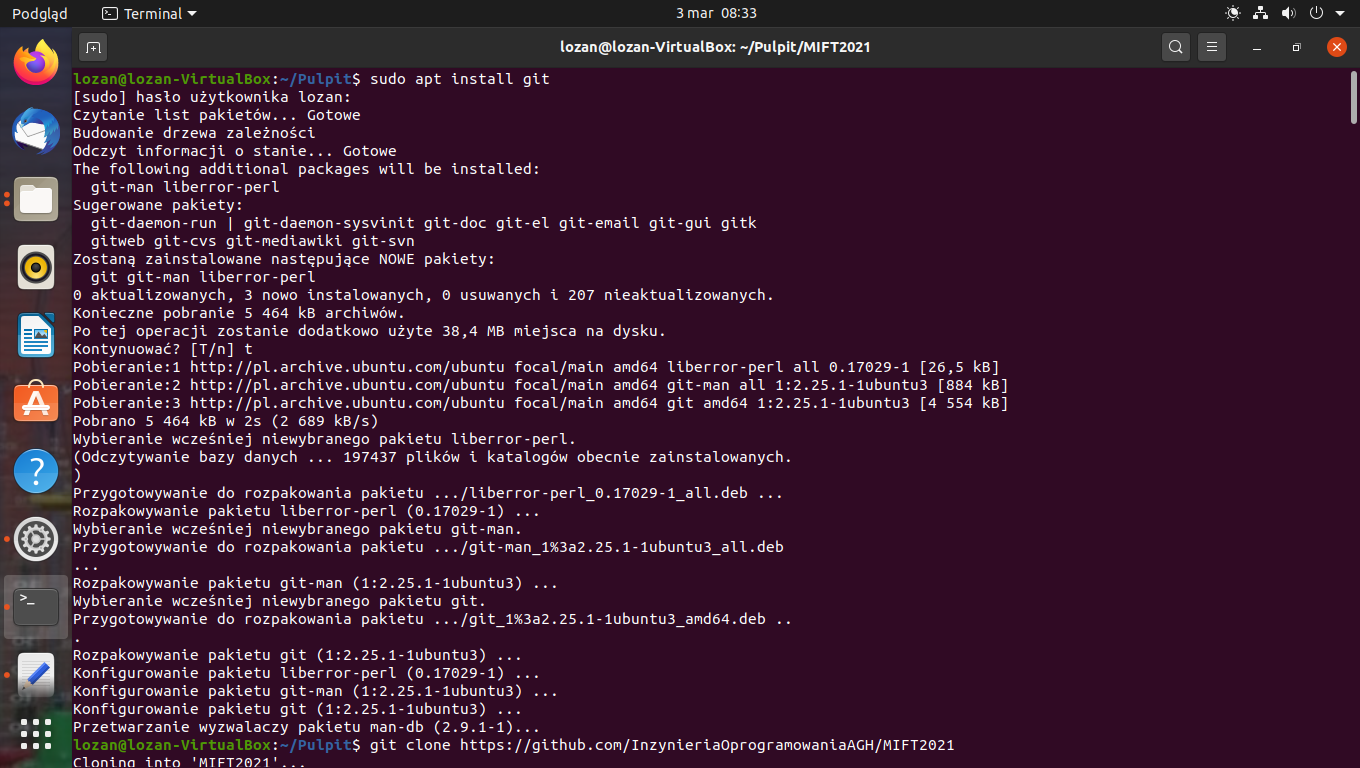 Podgląd
Terminal
3 mar 08:33
lozan@lozan-VirtualBox: ~/Pulpit/MIFT2021
lozan@lozan-VirtualBox:~/Pulpit$ sudo apt install git
[sudo] hasło użytkownika lozan:
Czytanie list pakietów... Gotowe
Budowanie drzewa zależności
Odczyt informacji o stanie... Gotowe
The following additional packages will be installed:
  git-man liberror-perl
Sugerowane pakiety:
  git-daemon-run | git-daemon-sysvinit git-doc git-el git-email git-gui gitk
  gitweb git-cvs git-mediawiki git-svn
Zostaną zainstalowane następujące NOWE pakiety:
  git git-man liberror-perl
0 aktualizowanych, 3 nowo instalowanych, 0 usuwanych i 207 nieaktualizowanych.
Konieczne pobranie 5 464 kB archiwów.
Po tej operacji zostanie dodatkowo użyte 38,4 MB miejsca na dysku.
Kontynuować? [T/n] t
Pobieranie:1 http://pl.archive.ubuntu.com/ubuntu focal/main amd64 liberror-perl all 0.17029-1 [26,5 kB]
Pobieranie:2 http://pl.archive.ubuntu.com/ubuntu focal/main amd64 git-man all 1:2.25.1-1ubuntu3 [884 kB]
Pobieranie:3 http://pl.archive.ubuntu.com/ubuntu focal/main amd64 git amd64 1:2.25.1-1ubuntu3 [4 554 kB]
Pobrano 5 464 kB w 2s (2 689 kB/s)
Wybieranie wcześniej niewybranego pakietu liberror-perl.
(Odczytywanie bazy danych ... 197437 plików i katalogów obecnie zainstalowanych.
)
Przygotowywanie do rozpakowania pakietu .../liberror-perl_0.17029-1_all.deb ...
Rozpakowywanie pakietu liberror-perl (0.17029-1) ...
Wybieranie wcześniej niewybranego pakietu git-man.
Przygotowywanie do rozpakowania pakietu .../git-man_1%3a2.25.1-1ubuntu3_all.deb
...
Rozpakowywanie pakietu git-man (1:2.25.1-1ubuntu3) ...
Wybieranie wcześniej niewybranego pakietu git.
Przygotowywanie do rozpakowania pakietu .../git_1%3a2.25.1-1ubuntu3_amd64.deb ..
.
Rozpakowywanie pakietu git (1:2.25.1-1ubuntu3) ...
Konfigurowanie pakietu liberror-perl (0.17029-1) ...
Konfigurowanie pakietu git-man (1:2.25.1-1ubuntu3) ...
Konfigurowanie pakietu git (1:2.25.1-1ubuntu3) ...
Przetwarzanie wyzwalaczy pakietu man-db (2.9.1-1)...
lozan@lozan-VirtualBox:~/Pulpit$ git clone https://github.com/InzynieriaOprogramowaniaAGH/MIFT2021
Cloning into 'MIFT2021'...